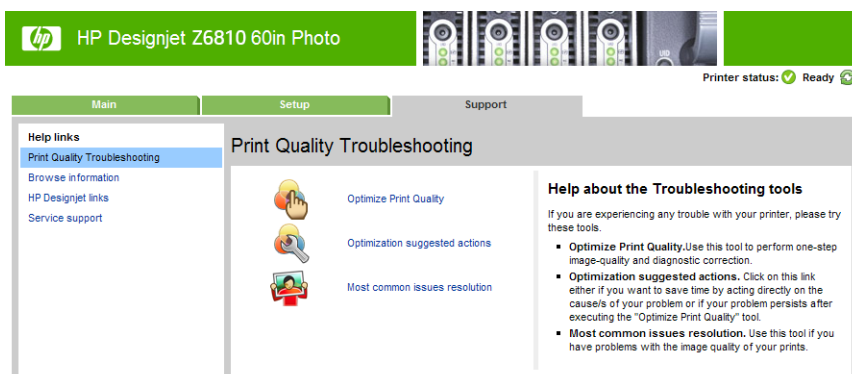 hp HP Designjet Z6810 60in Photo
UID
Printer status: Ready
Main Setup Support
Help links
Print Quality Troubleshooting
Browse information
HP Designjet links
Service support
Print Quality Troubleshooting
Optimize Print Quality
Optimization suggested actions
Most common issues resolution
Help about the Troubleshooting tools
If you are experiencing any trouble with your printer, please try
these tools.
Optimize Print Quality.Use this tool to perform one-step
image-quality and diagnostic correction.
Optimization suggested actions. Click on this link
either if you want to save time by acting directly on the
cause/s of your problem or if your problem persists after
executing the "Optimize Print Quality" tool.
Most common issues resolution. Use this tool if you
have problems with the image quality of your prints.